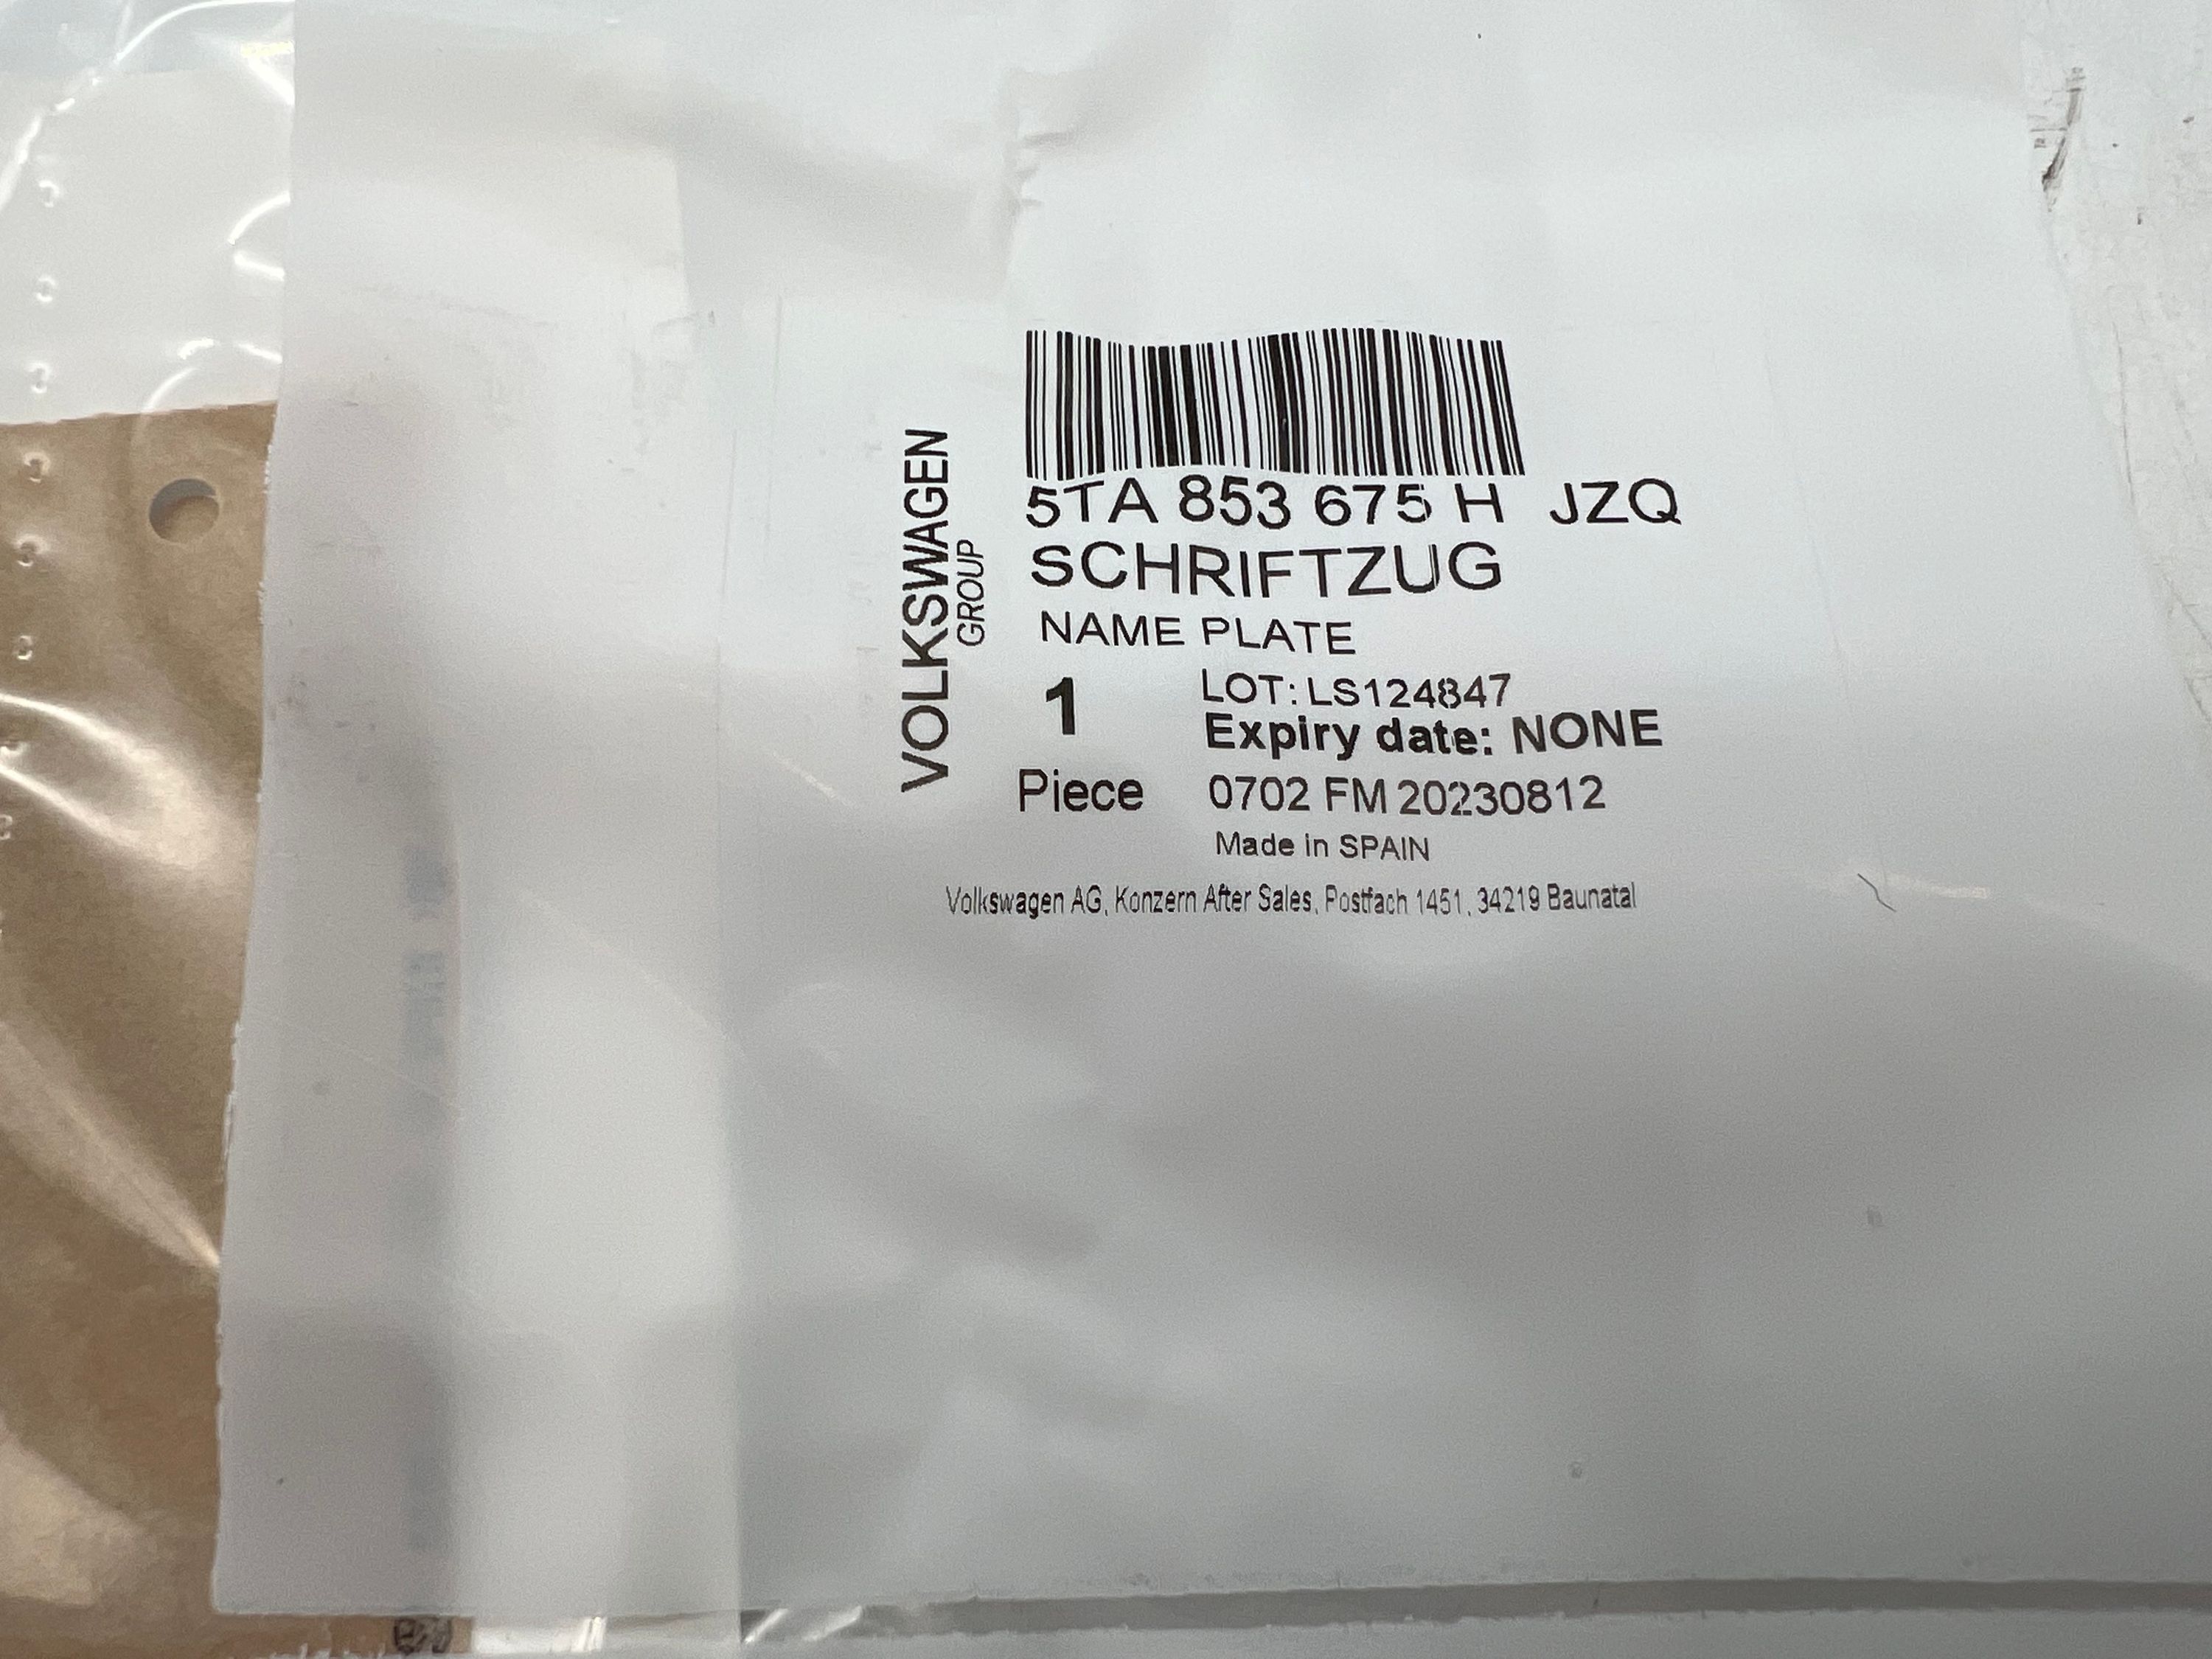 VOLKSWAGEN
GROUP
5TA 853 675 H JZQ
SCHRIFTZUG
NAME PLATE
1
Piece
LOT: LS124847
Expiry date: NONE
0702 FM 20230812
Made in SPAIN
Volkswagen AG, Konzern After Sales, Postfach 1451, 34219 Baunatal